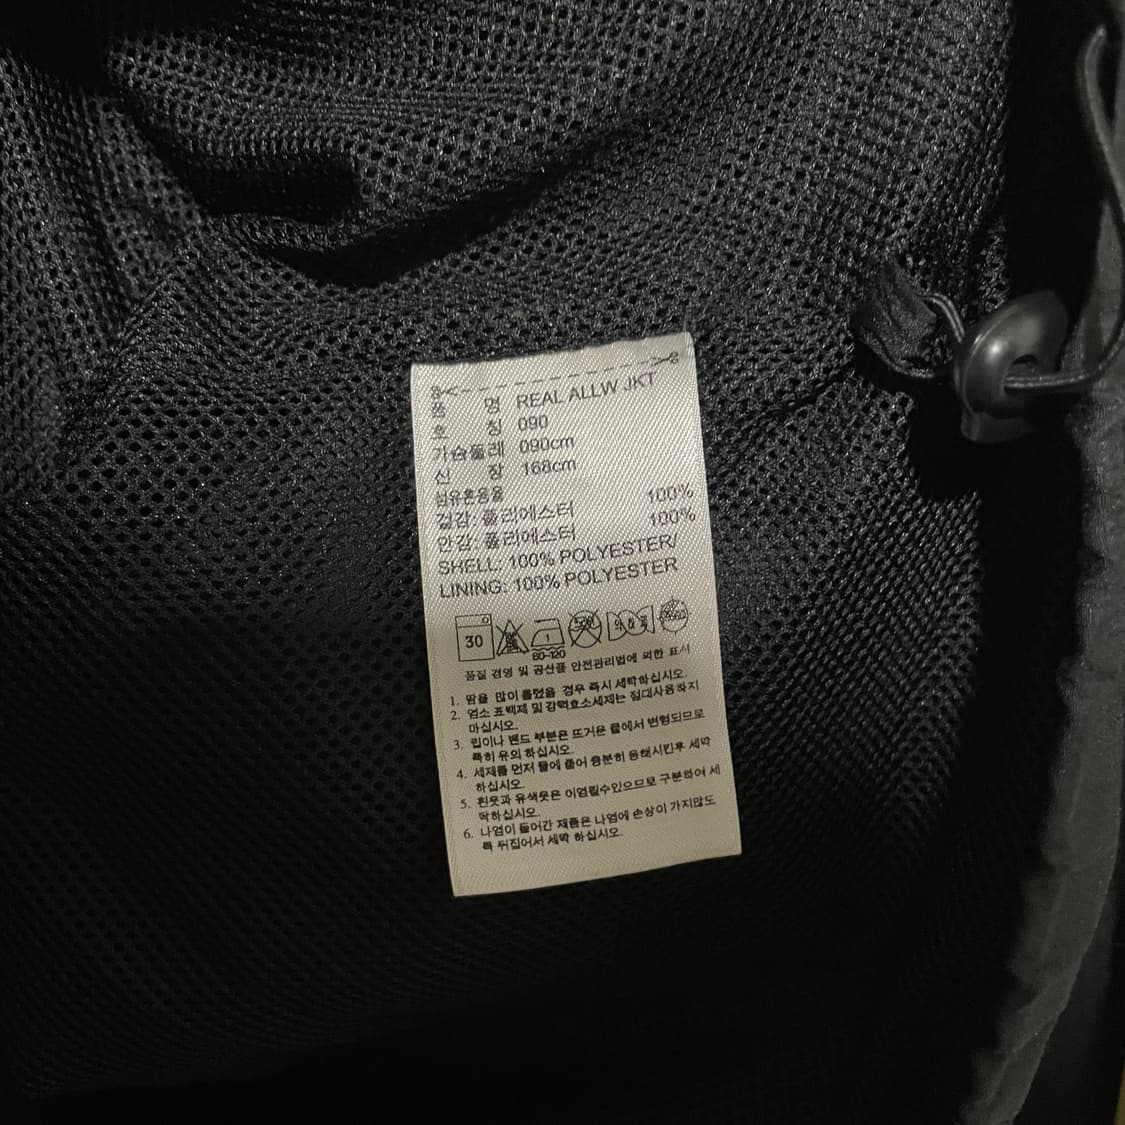 품 명 REAL ALLW JKT
호 칭 090
가슴둘레 090cm
신 장 168cm
섬유혼용율
겉감: 폴리에스터 100%
안감: 폴리에스터 100%
SHELL: 100% POLYESTER/
LINING: 100% POLYESTER
30
1
80~120
품질 경영 및 공산품 안전관리법에 의한 표시
1. 땀을 많이 흘렸을 경우 즉시 세탁하십시오.
2. 염소 표백제 및 강력효소세제는 절대사용하지
마십시오.
3. 립이나 밴드 부분은 뜨거운 물에서 변형되므로
특히 유의 하십시오.
4. 세제를 먼저 물에 풀어 충분히 용해시킨후 세탁
하십시오.
5. 흰옷과 유색옷은 이염될수있으므로 구분하여 세
탁하십시오.
6. 나염이 들어간 제품은 나염에 손상이 가지않도
록 뒤집어서 세탁 하십시오.